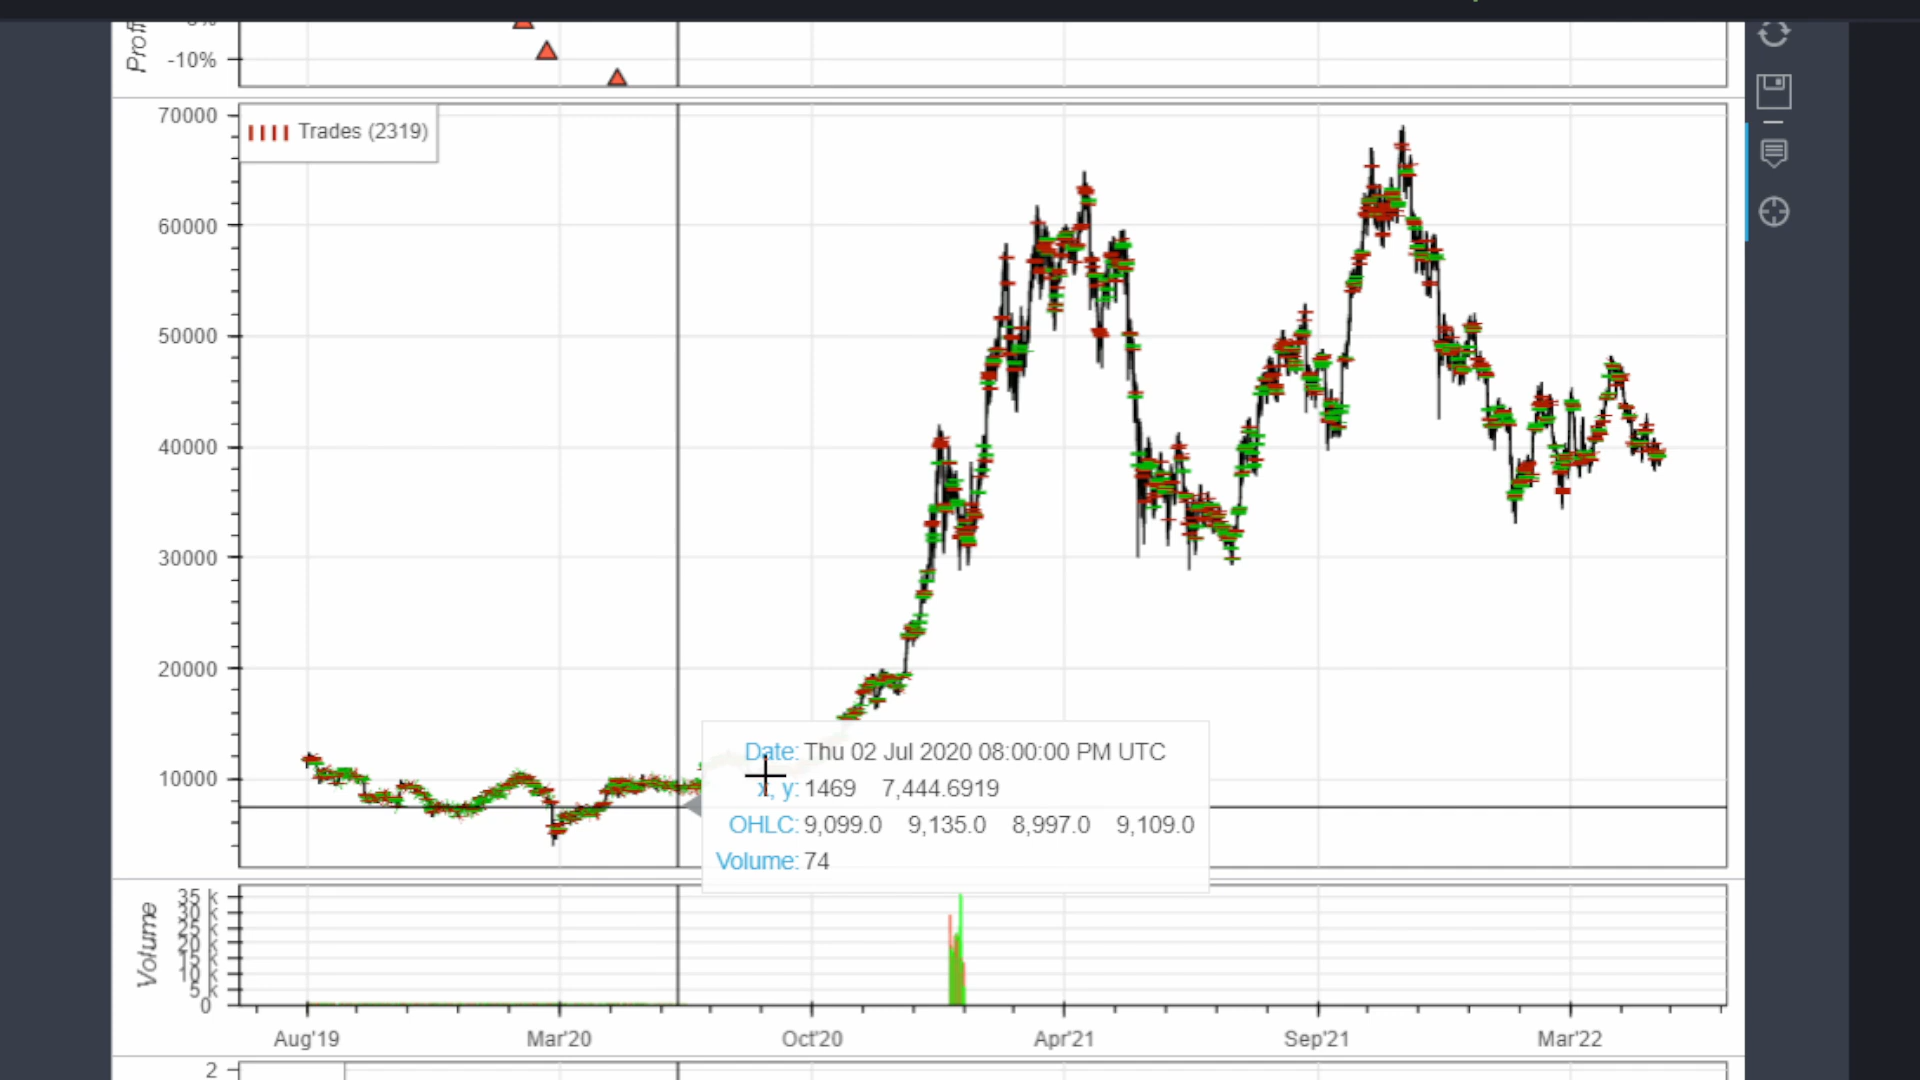 -10%
70000
Trades (2319)
60000
50000
40000
30000
20000
10000
Date: Thu 02 Jul 2020 08:00:00 PM UTC
x, y: 1469 7,444.6919
OHLC: 9,099.0 9,135.0 8,997.0 9,109.0
Volume: 74
Volume
35 k
30 k
25 k
20 k
15 k
10 k
5 k
0
Aug'19 Mar'20 Oct'20 Apr'21 Sep'21 Mar'22
2